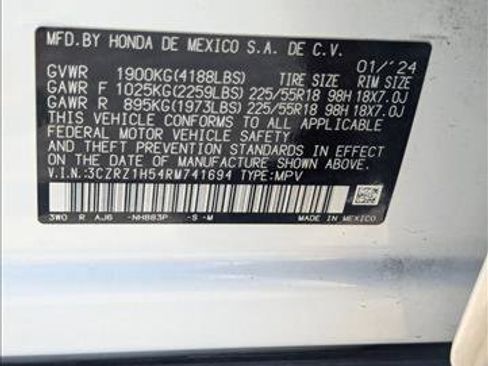 MFD.BY HONDA DE MEXICO S.A. DE C.V.
01/'24
GVWR 1900KG(4188LBS) TIRE SIZE RIM SIZE
GAWR F 1025KG(2259LBS) 225/55R18 98H 18X7.0J
GAWR R 895KG(1973LBS) 225/55R18 98H 18X7.0J
THIS VEHICLE CONFORMS TO ALL APPLICABLE
FEDERAL MOTOR VEHICLE SAFETY
AND THEFT PREVENTION STANDARDS IN EFFECT
ON THE DATE OF MANUFACTURE SHOWN ABOVE.
V.I.N.:3CZRZ1H54RM741694 TYPE:MPV
3WO R AJ6 -NH883P -S -M
MADE IN MEXICO